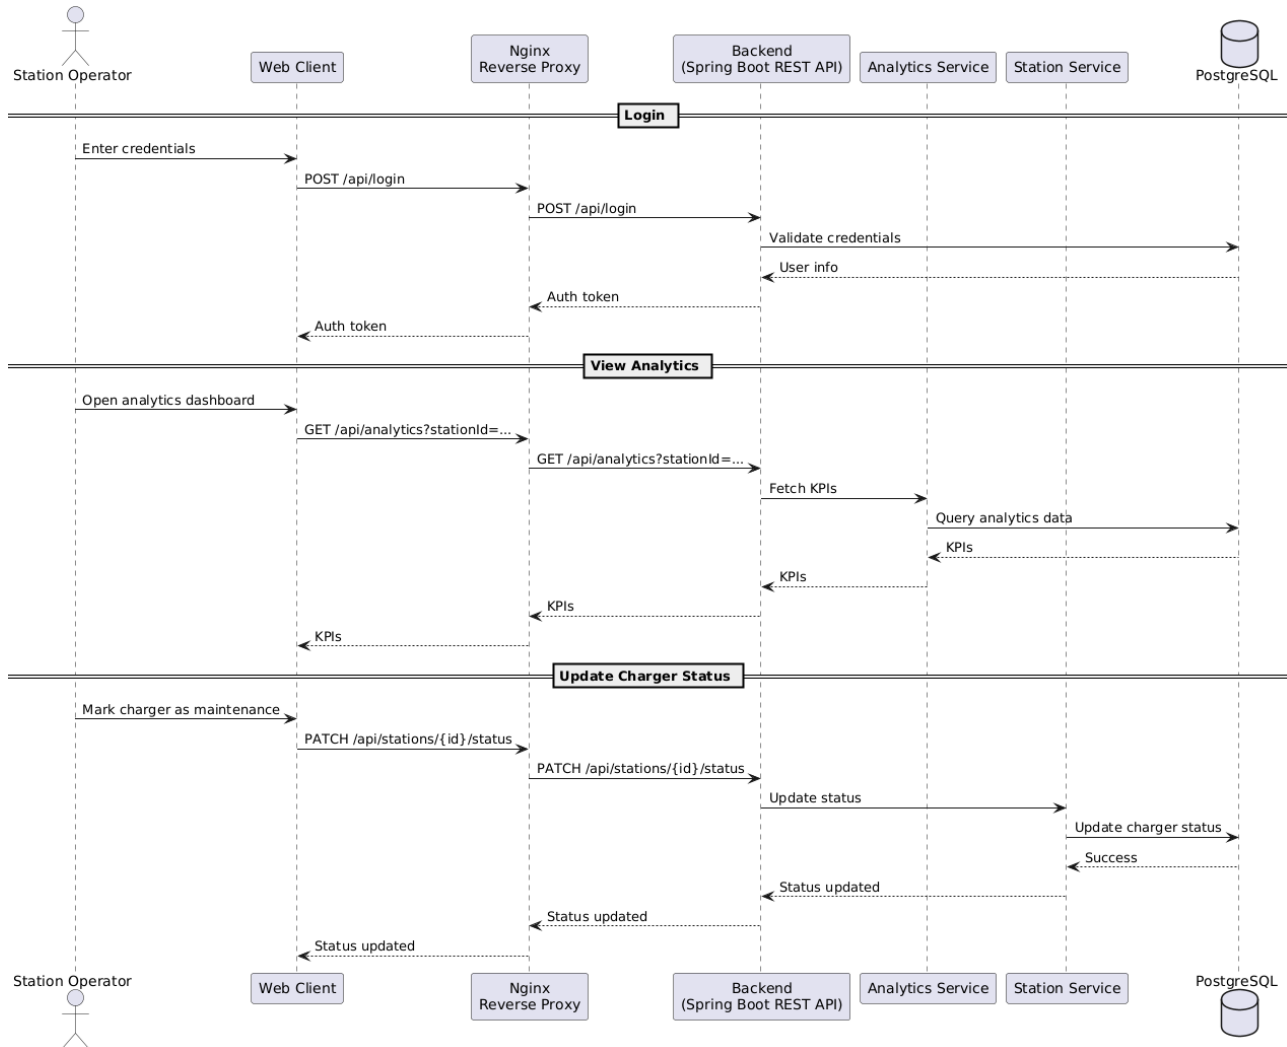 Station Operator
Web Client
Nginx
Reverse Proxy
Backend
(Spring Boot REST API)
Analytics Service
Station Service
PostgreSQL
Login
Enter credentials
POST /api/login
POST /api/login
Validate credentials
User info
Auth token
Auth token
View Analytics
Open analytics dashboard
GET /api/analytics?stationId=...
GET /api/analytics?stationId=...
Fetch KPIs
Query analytics data
KPIs
KPIs
KPIs
KPIs
Update Charger Status
Mark charger as maintenance
PATCH /api/stations/{id}/status
PATCH /api/stations/{id}/status
Update status
Update charger status
Success
Status updated
Status updated
Status updated
Station Operator
Web Client
Nginx
Reverse Proxy
Backend
(Spring Boot REST API)
Analytics Service
Station Service
PostgreSQL